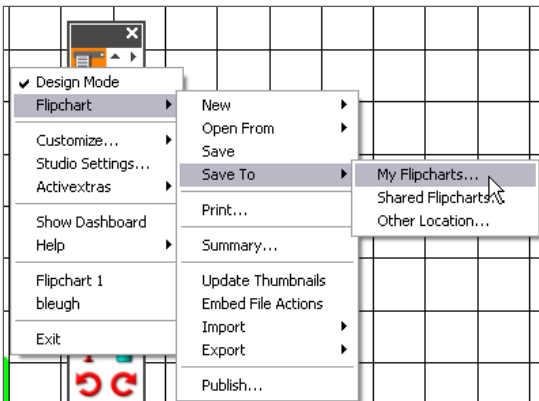 Design Mode
Flipchart
Customize...
Studio Settings...
Activextras
Show Dashboard
Help
Flipchart 1
bleugh
Exit
New
Open From
Save
Save To
Print...
Summary...
Update Thumbnails
Embed File Actions
Import
Export
Publish...
My Flipcharts...
Shared Flipcharts...
Other Location...